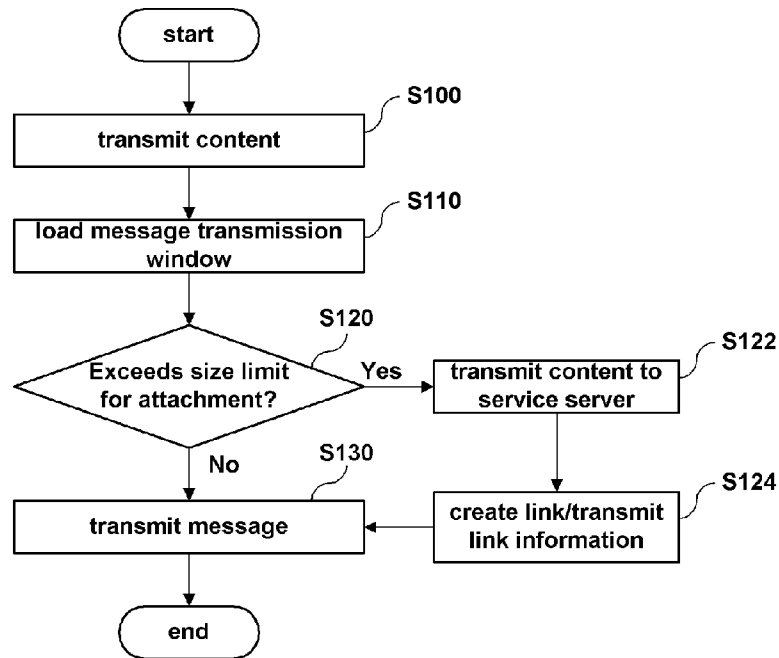 start
S100
transmit content
S110
load message transmission
window
S120
Exceeds size limit
for attachment?
Yes
S122
transmit content to
service server
No
S130
transmit message
S124
create link/transmit
link information
end